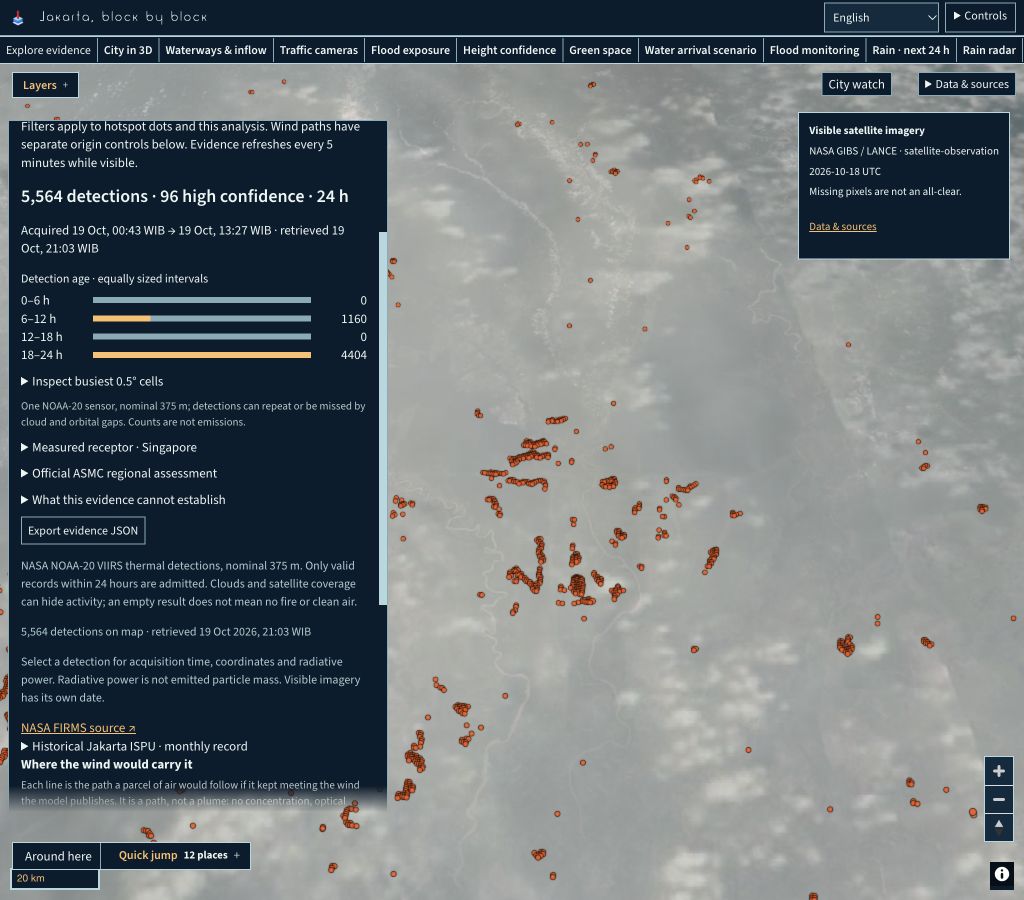 Jakarta, block by block
English
▶ Controls
Explore evidence
City in 3D
Waterways & inflow
Traffic cameras
Flood exposure
Height confidence
Green space
Water arrival scenario
Flood monitoring
Rain · next 24 h
Rain radar
Layers +
City watch
▶ Data & sources
Filters apply to hotspot dots and this analysis. Wind paths have
separate origin controls below. Evidence refreshes every 5
minutes while visible.
5,564 detections · 96 high confidence · 24 h
Acquired 19 Oct, 00:43 WIB → 19 Oct, 13:27 WIB · retrieved 19
Oct, 21:03 WIB
Detection age · equally sized intervals
0–6 h 0
6–12 h 1160
12–18 h 0
18–24 h 4404
▶ Inspect busiest 0.5° cells
One NOAA-20 sensor, nominal 375 m; detections can repeat or be missed by
cloud and orbital gaps. Counts are not emissions.
▶ Measured receptor · Singapore
▶ Official ASMC regional assessment
▶ What this evidence cannot establish
Export evidence JSON
NASA NOAA-20 VIIRS thermal detections, nominal 375 m. Only valid
records within 24 hours are admitted. Clouds and satellite coverage
can hide activity; an empty result does not mean no fire or clean air.
5,564 detections on map · retrieved 19 Oct 2026, 21:03 WIB
Select a detection for acquisition time, coordinates and radiative
power. Radiative power is not emitted particle mass. Visible imagery
has its own date.
NASA FIRMS source ↗
▶ Historical Jakarta ISPU · monthly record
Where the wind would carry it
Each line is the path a parcel of air would follow if it kept meeting the wind
the model publishes. It is a path, not a plume: no concentration, optical
Visible satellite imagery
NASA GIBS / LANCE · satellite-observation
2026-10-18 UTC
Missing pixels are not an all-clear.
Data & sources
Around here
Quick jump 12 places +
20 km